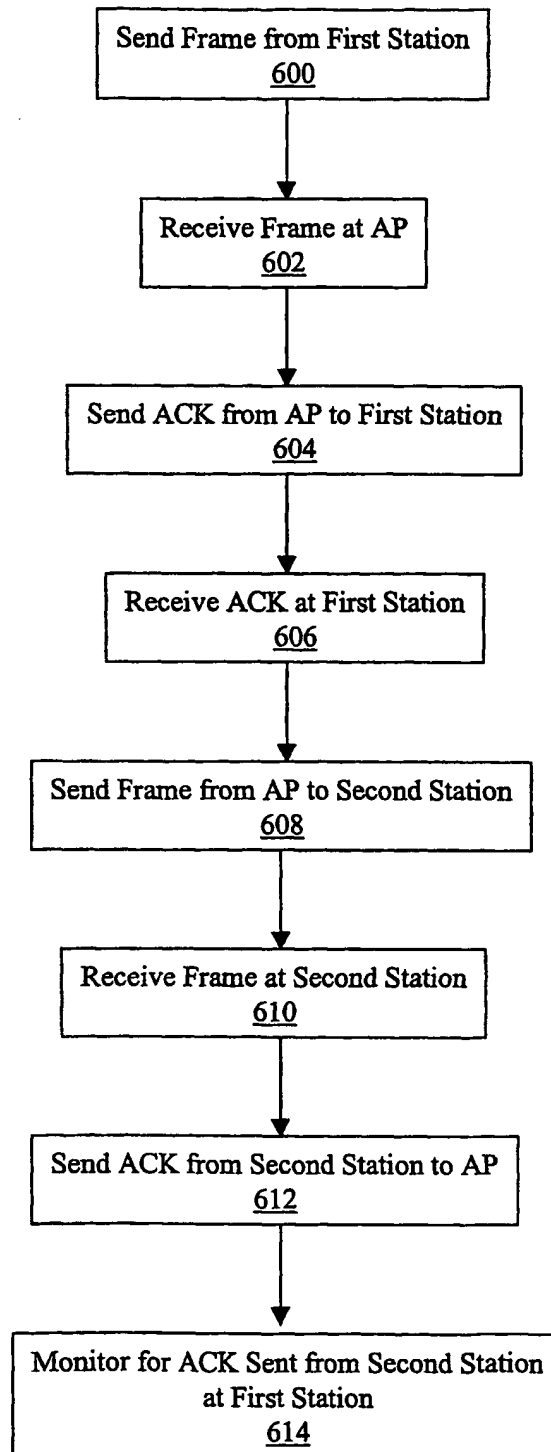 Send Frame from First Station
600
Receive Frame at AP
602
Send ACK from AP to First Station
604
Receive ACK at First Station
606
Send Frame from AP to Second Station
608
Receive Frame at Second Station
610
Send ACK from Second Station to AP
612
Monitor for ACK Sent from Second Station
at First Station
614